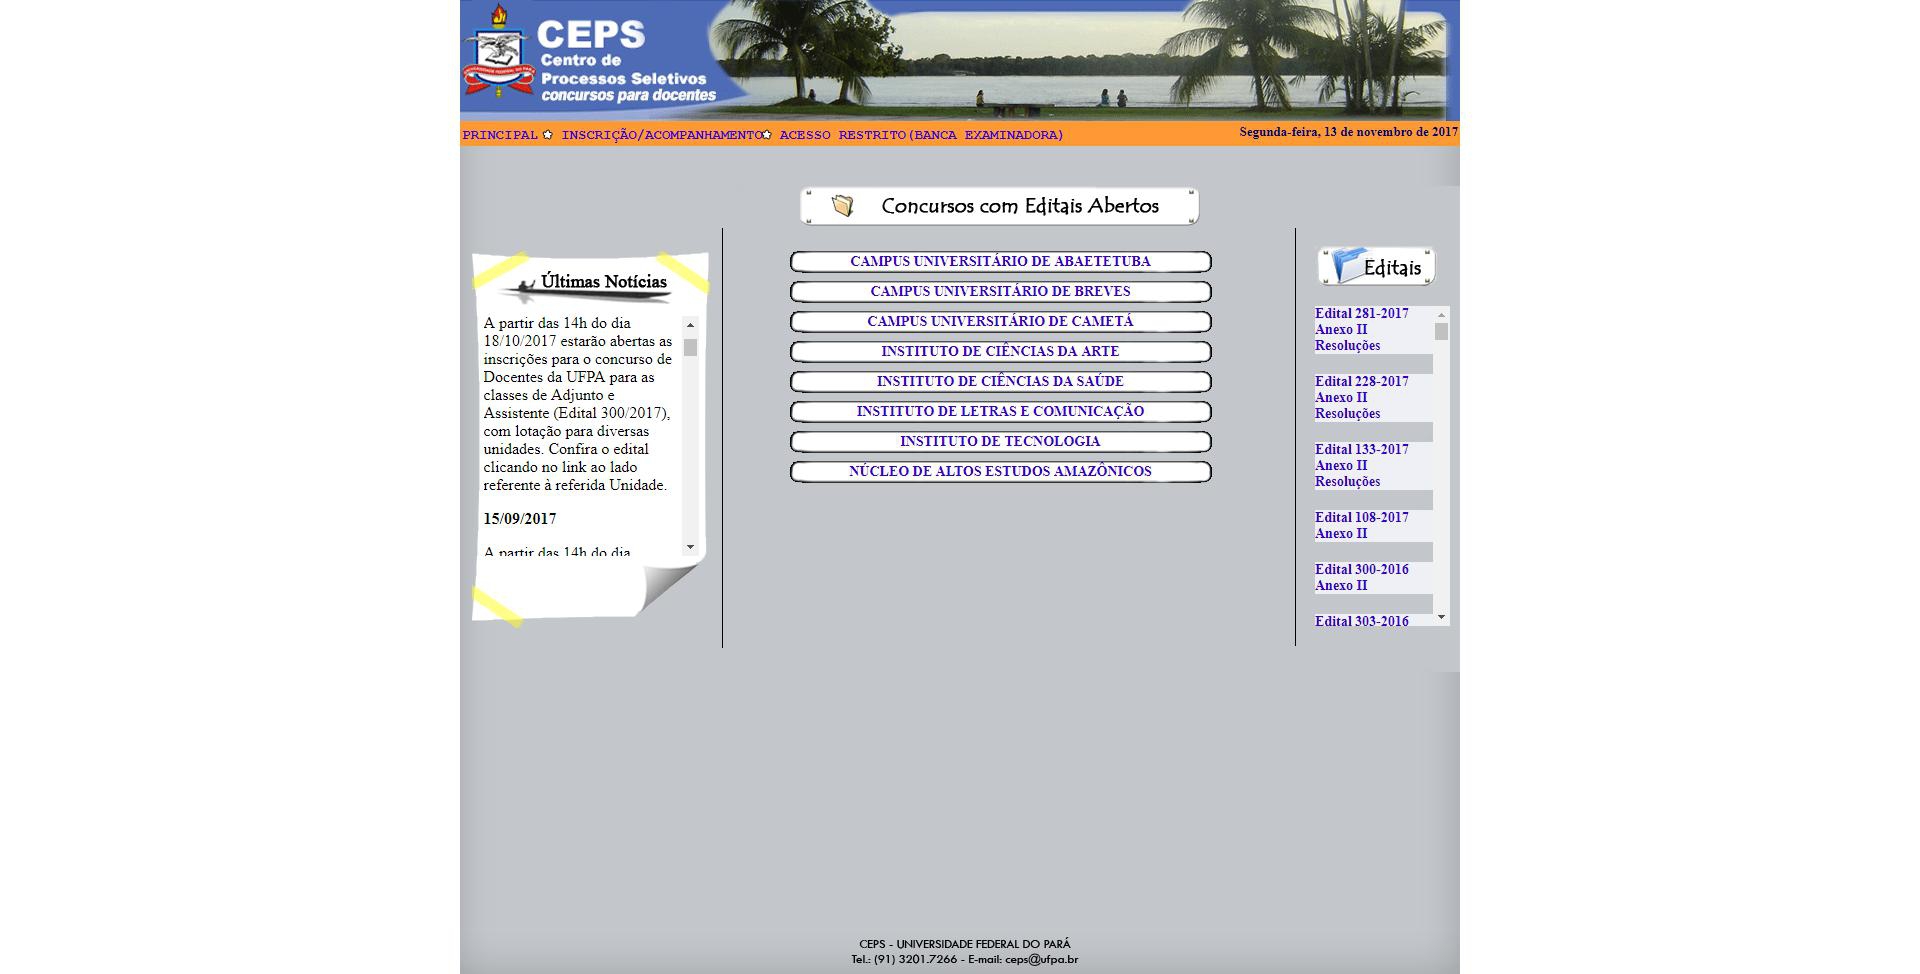 CEPS
Centro de
Processos Seletivos
concursos para docentes
PRINCIPAL INSCRIÇÃO/ACOMPANHAMENTO ACESSO RESTRITO(BANCA EXAMINADORA)
Segunda-feira, 13 de novembro de 2017
Concursos com Editais Abertos
Últimas Notícias
A partir das 14h do dia
18/10/2017 estarão abertas as
inscrições para o concurso de
Docentes da UFPA para as
classes de Adjunto e
Assistente (Edital 300/2017),
com lotação para diversas
unidades. Confira o edital
clicando no link ao lado
referente à referida Unidade.
15/09/2017
A partir das 14h do dia
CAMPUS UNIVERSITÁRIO DE ABAETETUBA
CAMPUS UNIVERSITÁRIO DE BREVES
CAMPUS UNIVERSITÁRIO DE CAMETÁ
INSTITUTO DE CIÊNCIAS DA ARTE
INSTITUTO DE CIÊNCIAS DA SAÚDE
INSTITUTO DE LETRAS E COMUNICAÇÃO
INSTITUTO DE TECNOLOGIA
NÚCLEO DE ALTOS ESTUDOS AMAZÔNICOS
Editais
Edital 281-2017
Anexo II
Resoluções
Edital 228-2017
Anexo II
Resoluções
Edital 133-2017
Anexo II
Resoluções
Edital 108-2017
Anexo II
Edital 300-2016
Anexo II
Edital 303-2016
CEPS - UNIVERSIDADE FEDERAL DO PARÁ
Tel.: (91) 3201.7266 - E-mail: ceps@ufpa.br